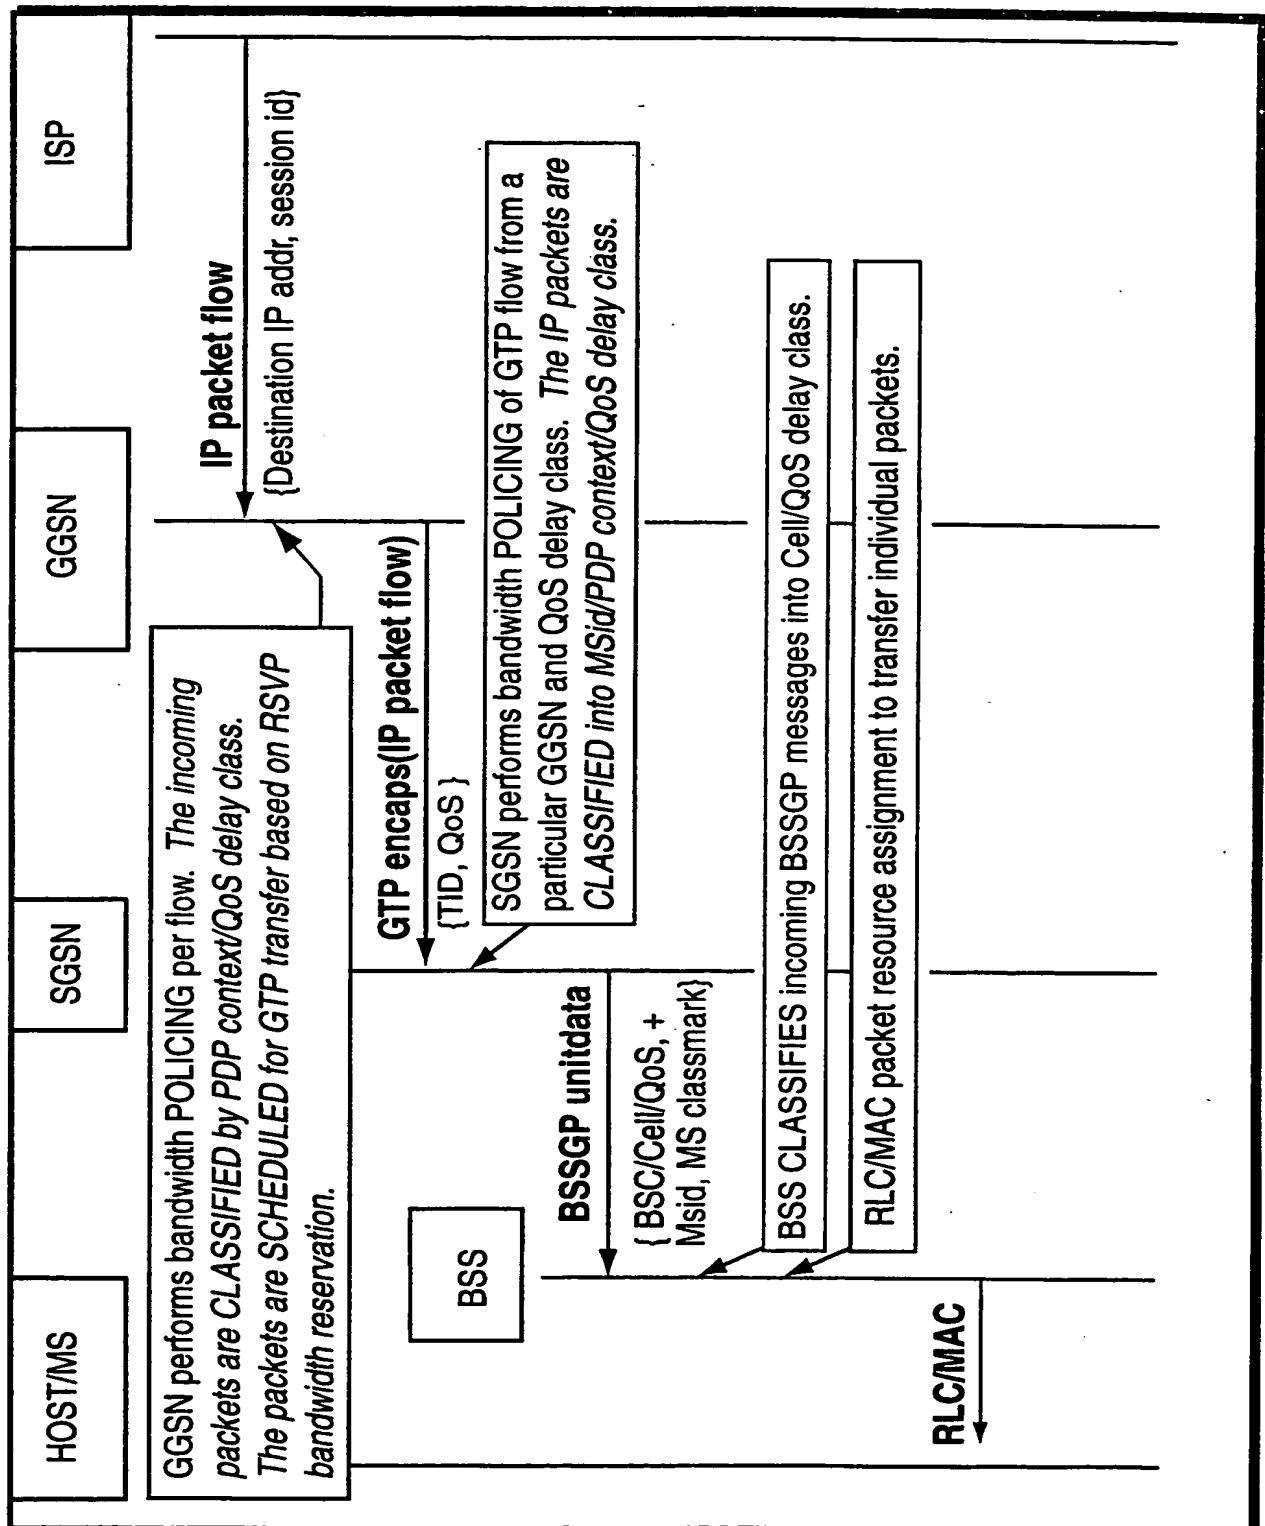 HOST/MS
SGSN
GGSN
ISP
GGSN performs bandwidth POLICING per flow. The incoming
packets are CLASSIFIED by PDP context/QoS delay class.
The packets are SCHEDULED for GTP transfer based on RSVP
bandwidth reservation.
IP packet flow
{Destination IP addr, session id}
GTP encaps(IP packet flow)
{TID, QoS }
BSS
SGSN performs bandwidth POLICING of GTP flow from a
particular GGSN and QoS delay class. The IP packets are
CLASSIFIED into MSid/PDP context/QoS delay class.
BSSGP unitdata
{ BSC/Cell/QoS, +
Msid, MS classmark}
BSS CLASSIFIES incoming BSSGP messages into Cell/QoS delay class.
RLC/MAC packet resource assignment to transfer individual packets.
RLC/MAC